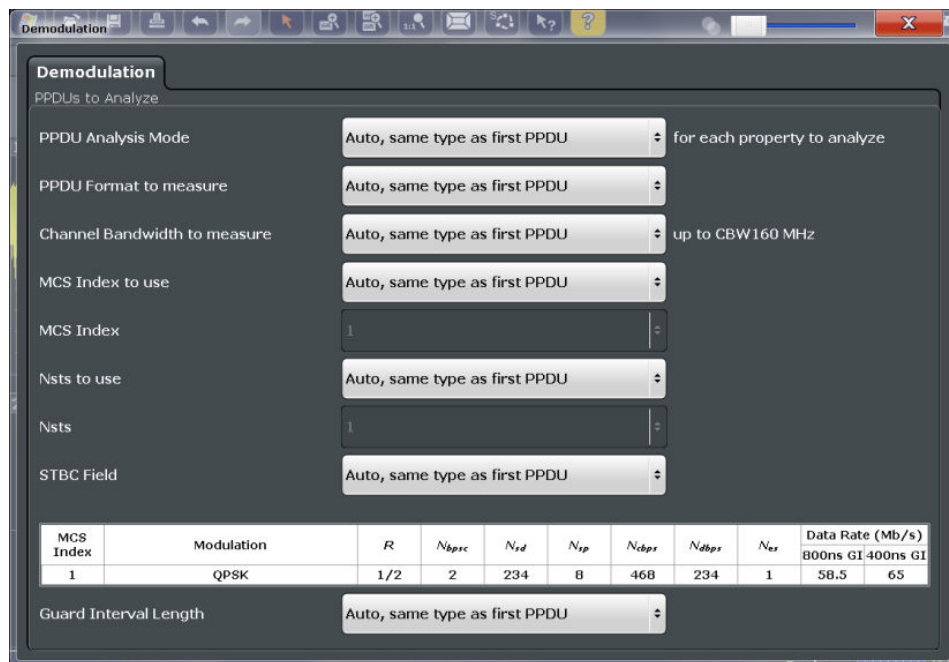 Demodulation
Demodulation
PPDUs to Analyze
PPDU Analysis Mode Auto, same type as first PPDU for each property to analyze
PPDU Format to measure Auto, same type as first PPDU
Channel Bandwidth to measure Auto, same type as first PPDU up to CBW160 MHz
MCS Index to use Auto, same type as first PPDU
MCS Index 1
Nsts to use Auto, same type as first PPDU
Nsts 1
STBC Field Auto, same type as first PPDU
MCS Index Modulation R Nbpsc Nsd Nsp Ncbps Ndbps Nes Data Rate (Mb/s)
800ns GI 400ns GI
1 QPSK 1/2 2 234 8 468 234 1 58.5 65
Guard Interval Length Auto, same type as first PPDU